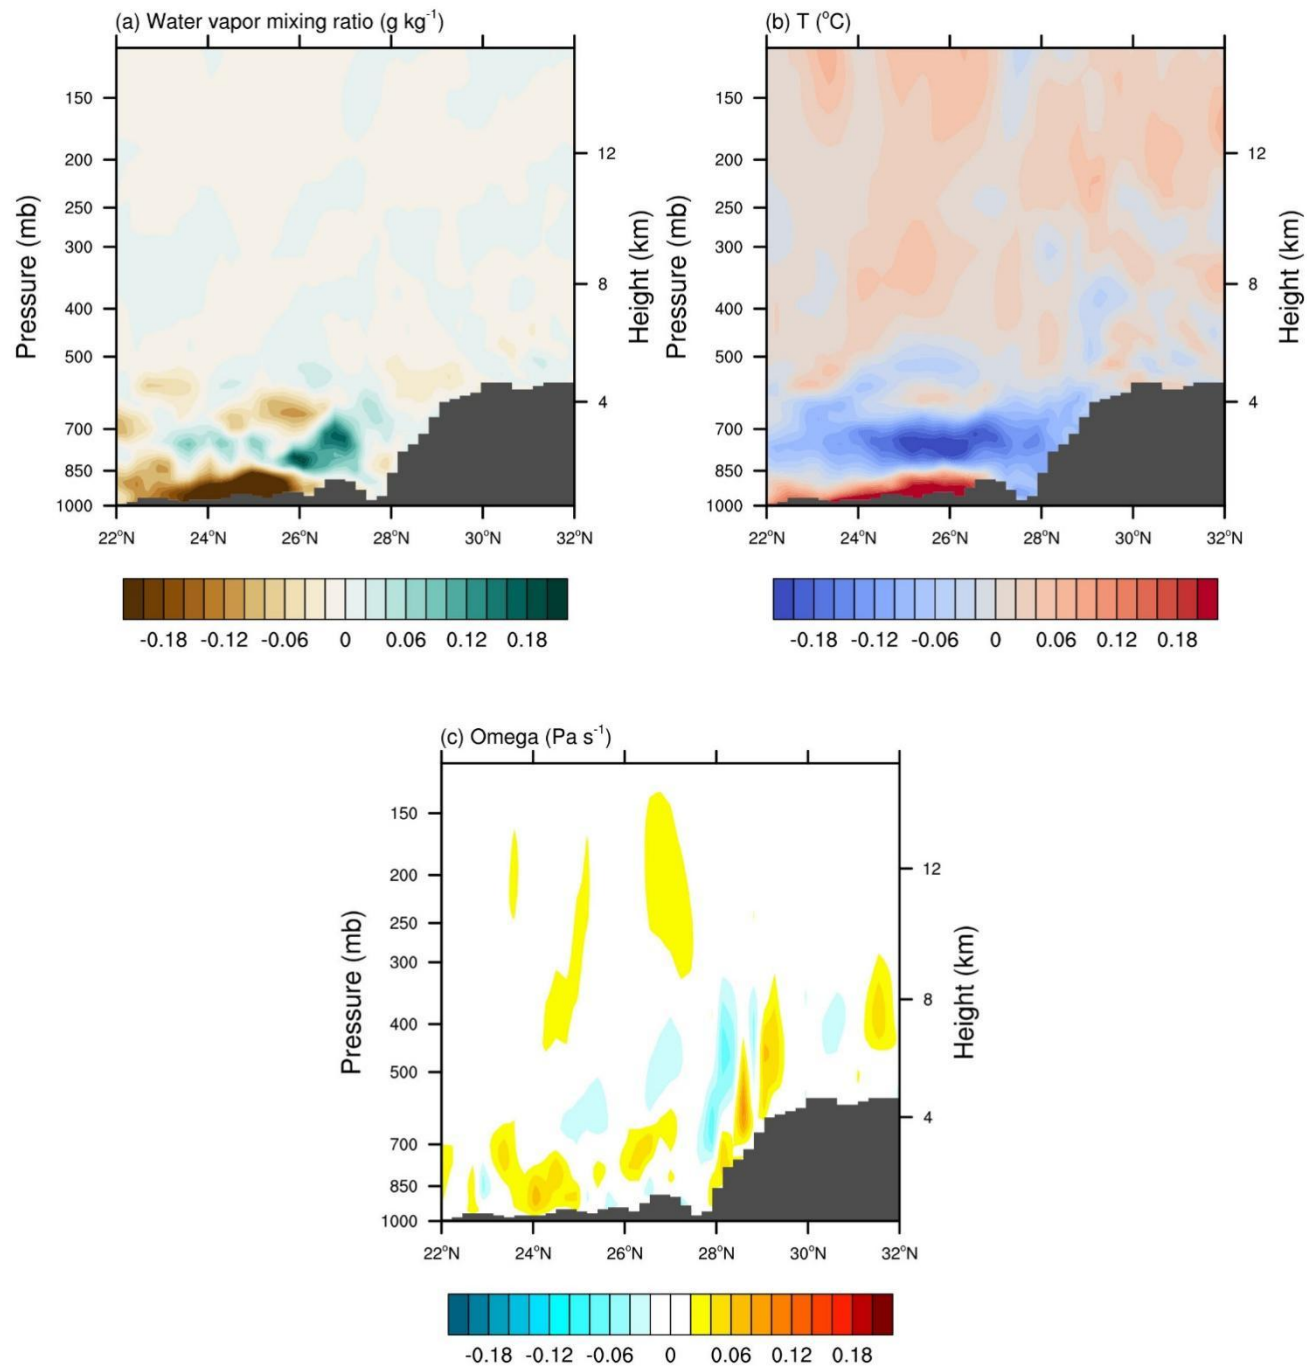 (a) Water vapor mixing ratio (g kg⁻¹)
Pressure (mb)
150
200
250
300
400
500
700
850
1000
12
8
4
Height (km)
22°N 24°N 26°N 28°N 30°N 32°N
-0.18 -0.12 -0.06 0 0.06 0.12 0.18
(b) T (°C)
Pressure (mb)
150
200
250
300
400
500
700
850
1000
12
8
4
Height (km)
22°N 24°N 26°N 28°N 30°N 32°N
-0.18 -0.12 -0.06 0 0.06 0.12 0.18
(c) Omega (Pa s⁻¹)
Pressure (mb)
150
200
250
300
400
500
700
850
1000
12
8
4
Height (km)
22°N 24°N 26°N 28°N 30°N 32°N
-0.18 -0.12 -0.06 0 0.06 0.12 0.18